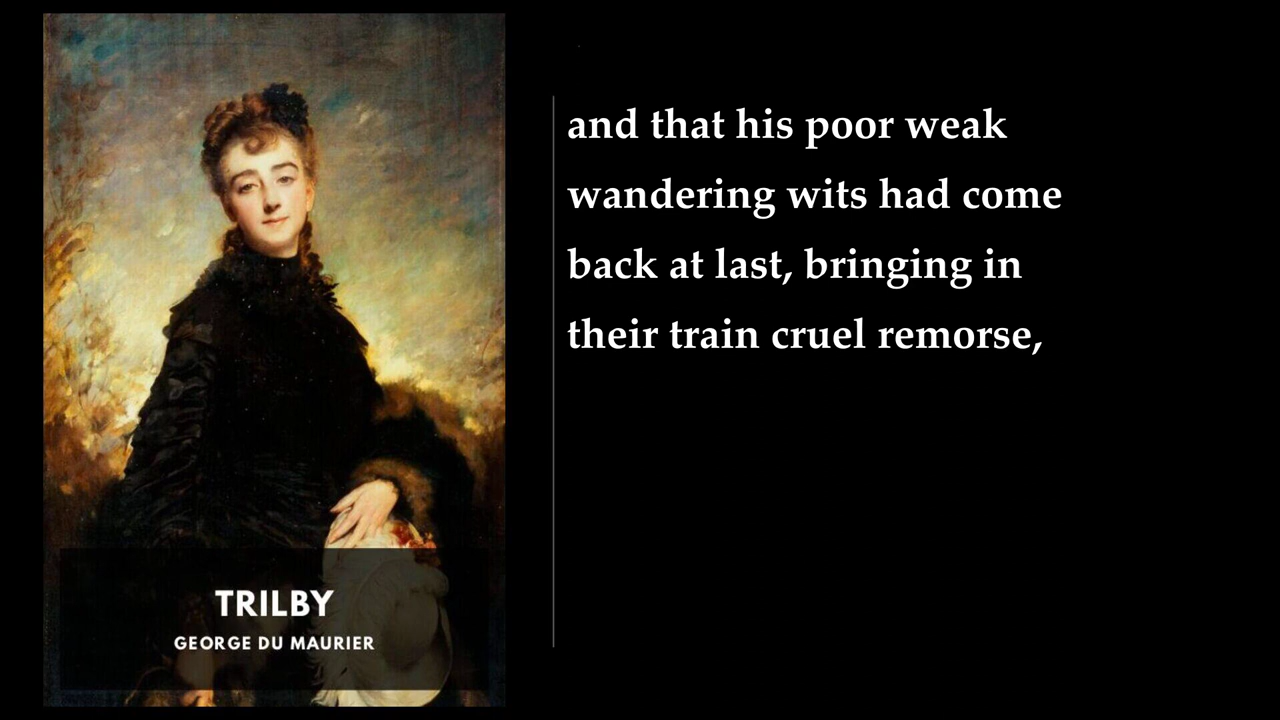 and that his poor weak
wandering wits had come
back at last, bringing in
their train cruel remorse,
TRILBY
GEORGE DU MAURIER